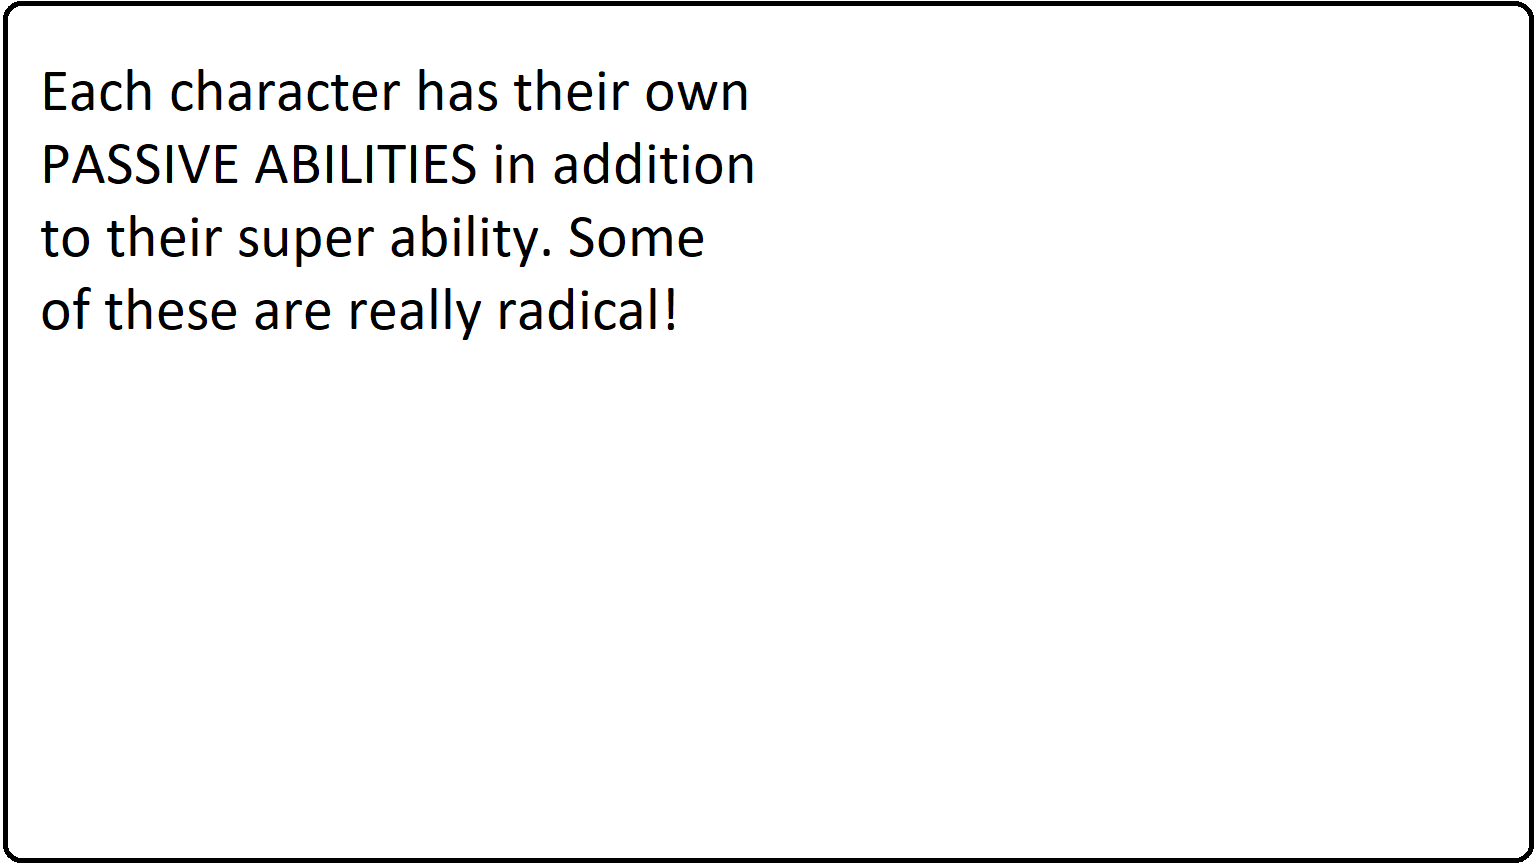 Each character has their own
PASSIVE ABILITIES in addition
to their super ability. Some
of these are really radical!